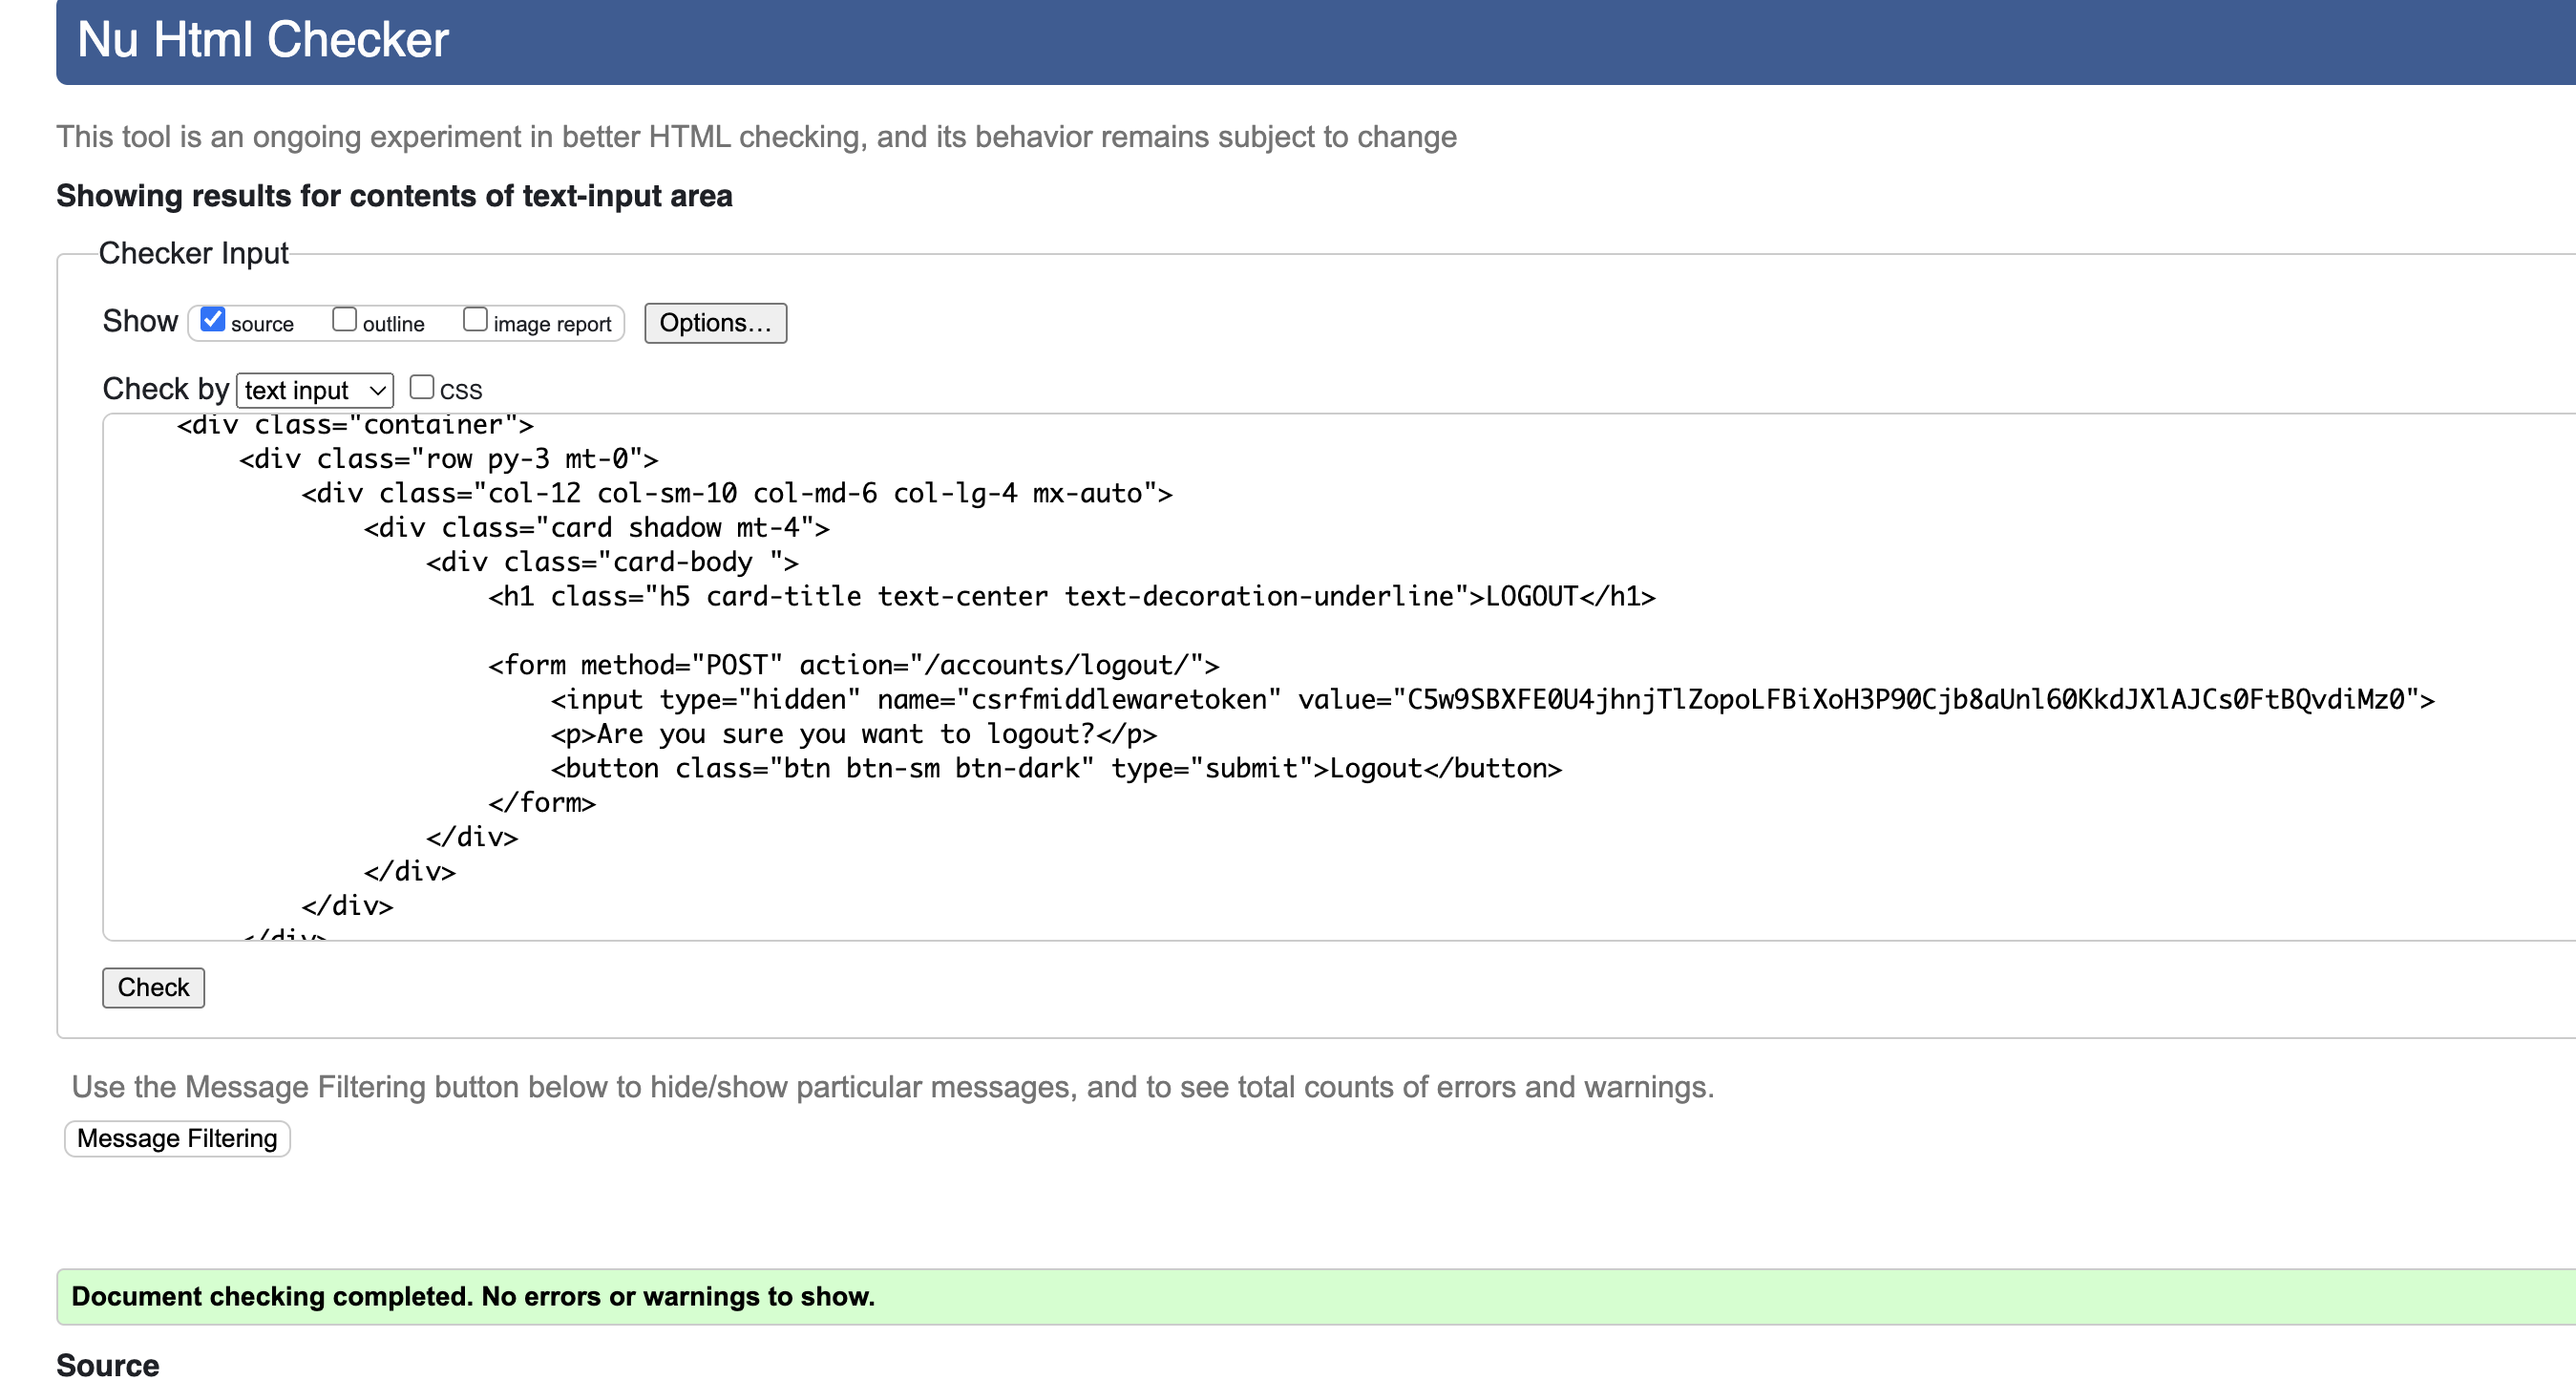 Nu Html Checker
This tool is an ongoing experiment in better HTML checking, and its behavior remains subject to change
Showing results for contents of text-input area
Checker Input
Show source outline image report Options...
Check by text input CSS
<div class="container">
<div class="row py-3 mt-0">
<div class="col-12 col-sm-10 col-md-6 col-lg-4 mx-auto">
<div class="card shadow mt-4">
<div class="card-body ">
<h1 class="h5 card-title text-center text-decoration-underline">LOGOUT</h1>
<form method="POST" action="/accounts/logout/">
<input type="hidden" name="csrfmiddlewaretoken" value="C5w9SBXFE0U4jhnjTlZopoLFBiXoH3P90Cjb8aUnl60KkdJXlAJCs0FtBQvdiMz0">
<p>Are you sure you want to logout?</p>
<button class="btn btn-sm btn-dark" type="submit">Logout</button>
</form>
</div>
</div>
</div>
</div>
Check
Use the Message Filtering button below to hide/show particular messages, and to see total counts of errors and warnings.
Message Filtering
Document checking completed. No errors or warnings to show.
Source